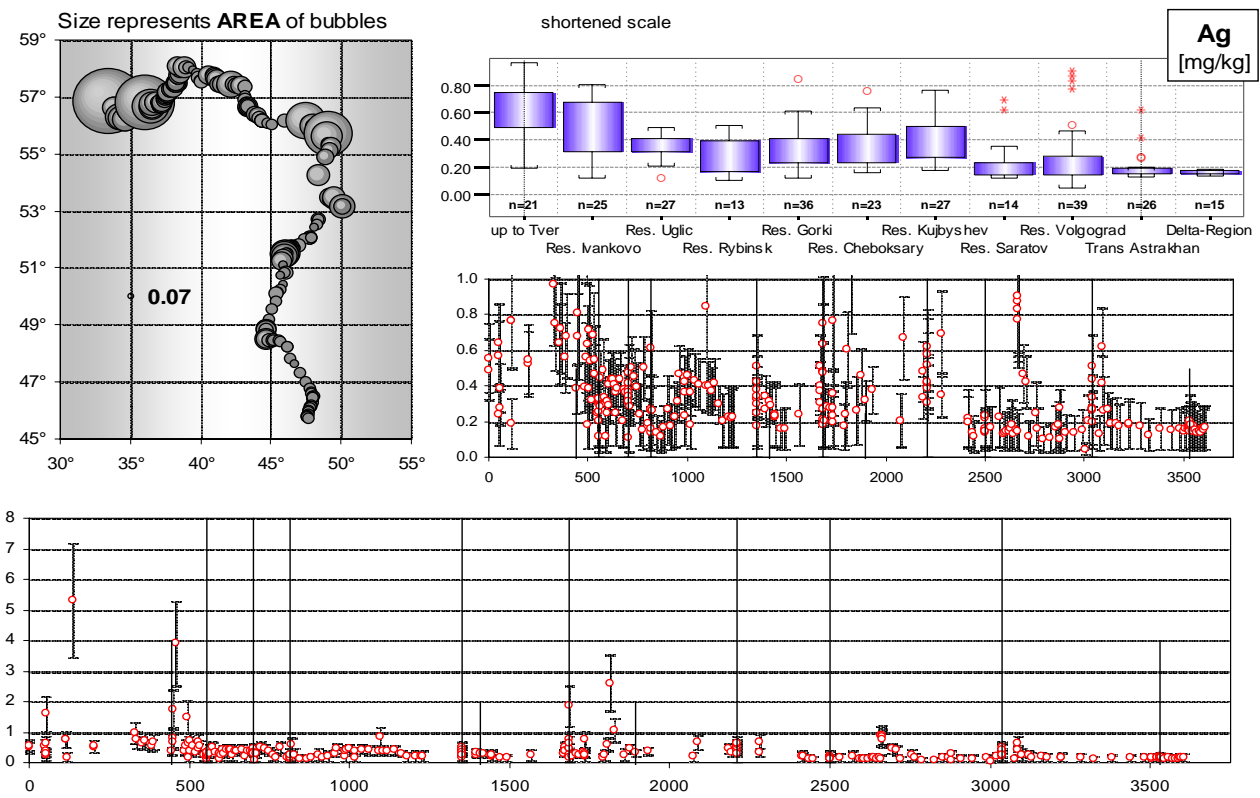 Size represents AREA of bubbles
59°
57°
55°
53°
51°
49°
47°
45°
0.07
30° 35° 40° 45° 50° 55°
shortened scale
Ag
[mg/kg]
0.80
0.60
0.40
0.20
0.00
n=21 n=25 n=27 n=13 n=36 n=23 n=27 n=14 n=39 n=26 n=15
up to Tver Res. Uglic Res. Gorki Res. Kujbyshev Res. Volgograd Delta-Region
Res. Ivankovo Res. Rybinsk Res. Cheboksary Res. Saratov Trans Astrakhan
1.0
0.8
0.6
0.4
0.2
0.0
0 500 1000 1500 2000 2500 3000 3500
8
7
6
5
4
3
2
1
0
0 500 1000 1500 2000 2500 3000 3500